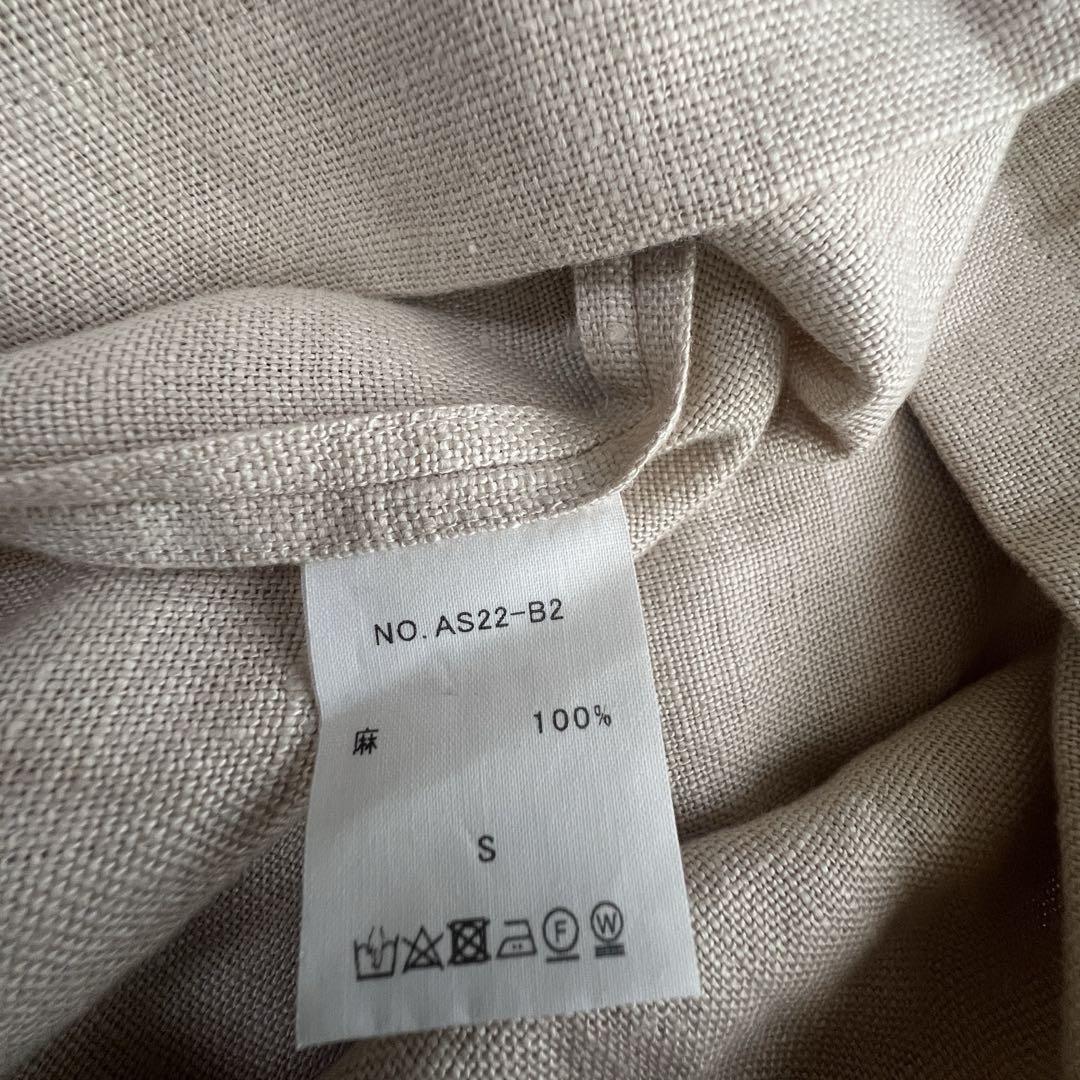 NO. AS22-B2
麻 100%
S
F W